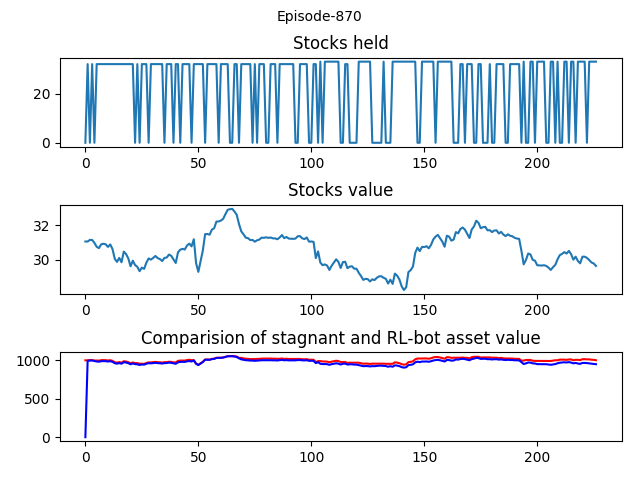 Episode-870
Stocks held
20
0
0 50 100 150 200
Stocks value
32
30
0 50 100 150 200
Comparision of stagnant and RL-bot asset value
1000
500
0
0 50 100 150 200